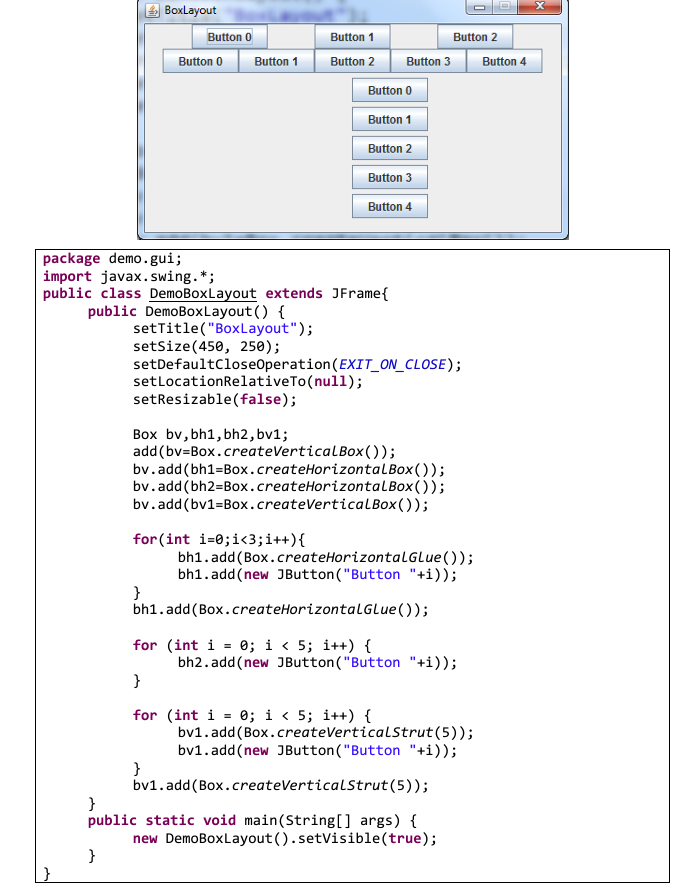 BoxLayout
Button 0 Button 1 Button 2
Button 0 Button 1 Button 2 Button 3 Button 4
Button 0
Button 1
Button 2
Button 3
Button 4
package demo.gui;
import javax.swing.*;
public class DemoBoxLayout extends JFrame{
public DemoBoxLayout() {
setTitle("BoxLayout");
setSize(450, 250);
setDefaultCloseOperation(EXIT_ON_CLOSE);
setLocationRelativeTo(null);
setResizable(false);
Box bv,bh1,bh2,bv1;
add(bv=Box.createVerticalBox());
bv.add(bh1=Box.createHorizontalBox());
bv.add(bh2=Box.createHorizontalBox());
bv.add(bv1=Box.createVerticalBox());
for(int i=0;i<3;i++){
bh1.add(Box.createHorizontalGlue());
bh1.add(new JButton("Button "+i));
}
bh1.add(Box.createHorizontalGlue());
for (int i = 0; i < 5; i++) {
bh2.add(new JButton("Button "+i));
}
for (int i = 0; i < 5; i++) {
bv1.add(Box.createVerticalStrut(5));
bv1.add(new JButton("Button "+i));
}
bv1.add(Box.createVerticalStrut(5));
}
public static void main(String[] args) {
new DemoBoxLayout().setVisible(true);
}
}